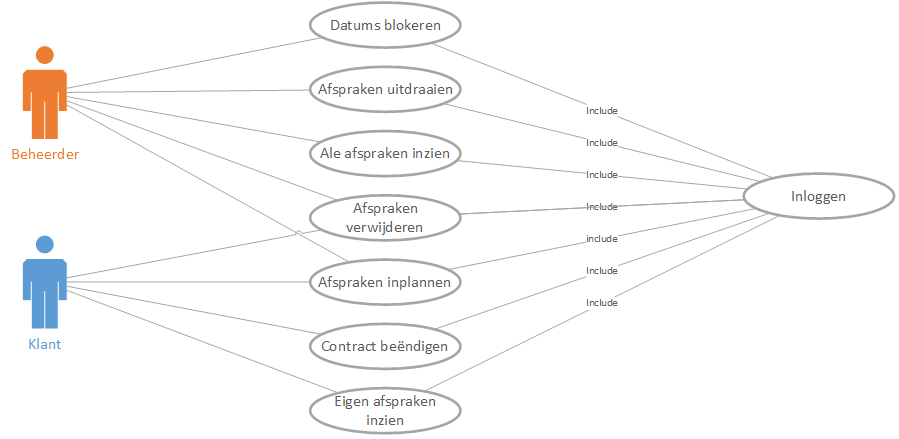 Datums blokeren
Afspraken uitdraaien
Include
Beheerder
Include
Ale afspraken inzien
Include
Inloggen
Afspraken
verwijderen
Include
include
Afspraken inplannen
Include
Include
Klant
Contract beëndigen
Eigen afspraken
inzien